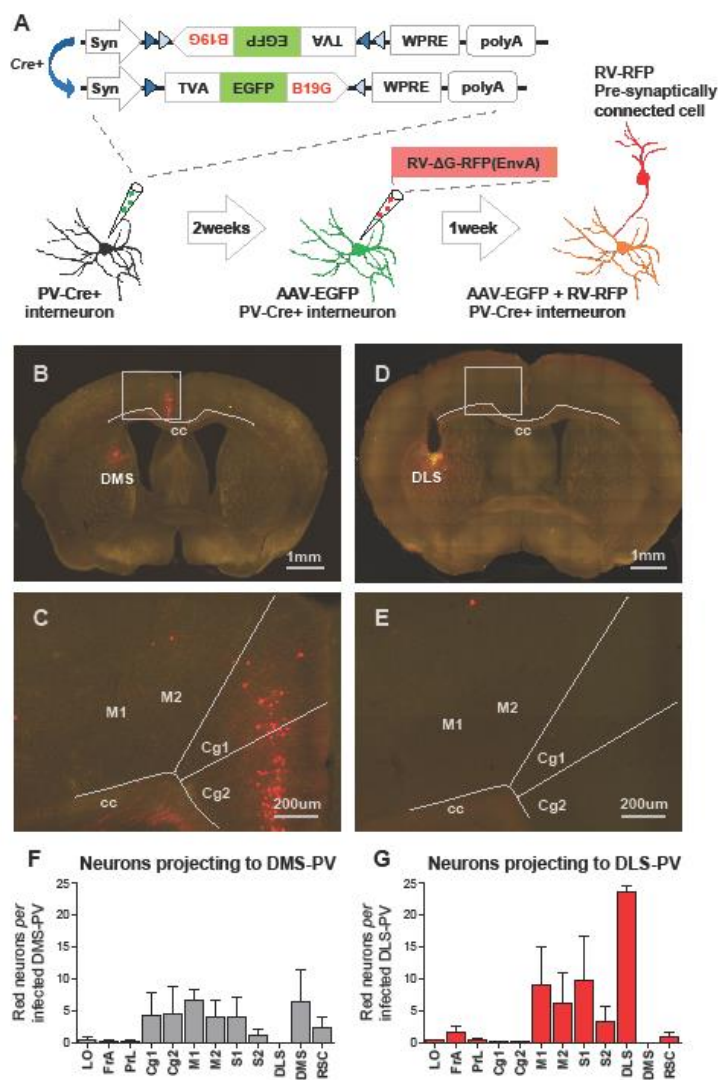 A
Cre+
Syn
B19G
EGFP
TVA
WPRE
polyA
Syn
TVA
EGFP
B19G
WPRE
polyA
RV-RFP
Pre-synaptically
connected cell
RV-ΔG-RFP(EnvA)
2weeks
1week
PV-Cre+
interneuron
AAV-EGFP
PV-Cre+ interneuron
AAV-EGFP + RV-RFP
PV-Cre+ interneuron
B
cc
DMS
1mm
D
cc
DLS
1mm
C
M1
M2
Cg1
Cg2
cc
200um
E
M1
M2
Cg1
Cg2
cc
200um
F
Neurons projecting to DMS-PV
Red neurons per
infected DMS-PV
25
20
15
10
5
0
LO FrA PrL Cg1 Cg2 M1 M2 S1 S2 DLS DMS RSC
G
Neurons projecting to DLS-PV
Red neurons per
infected DLS-PV
25
20
15
10
5
0
LO FrA PrL Cg1 Cg2 M1 M2 S1 S2 DLS DMS RSC